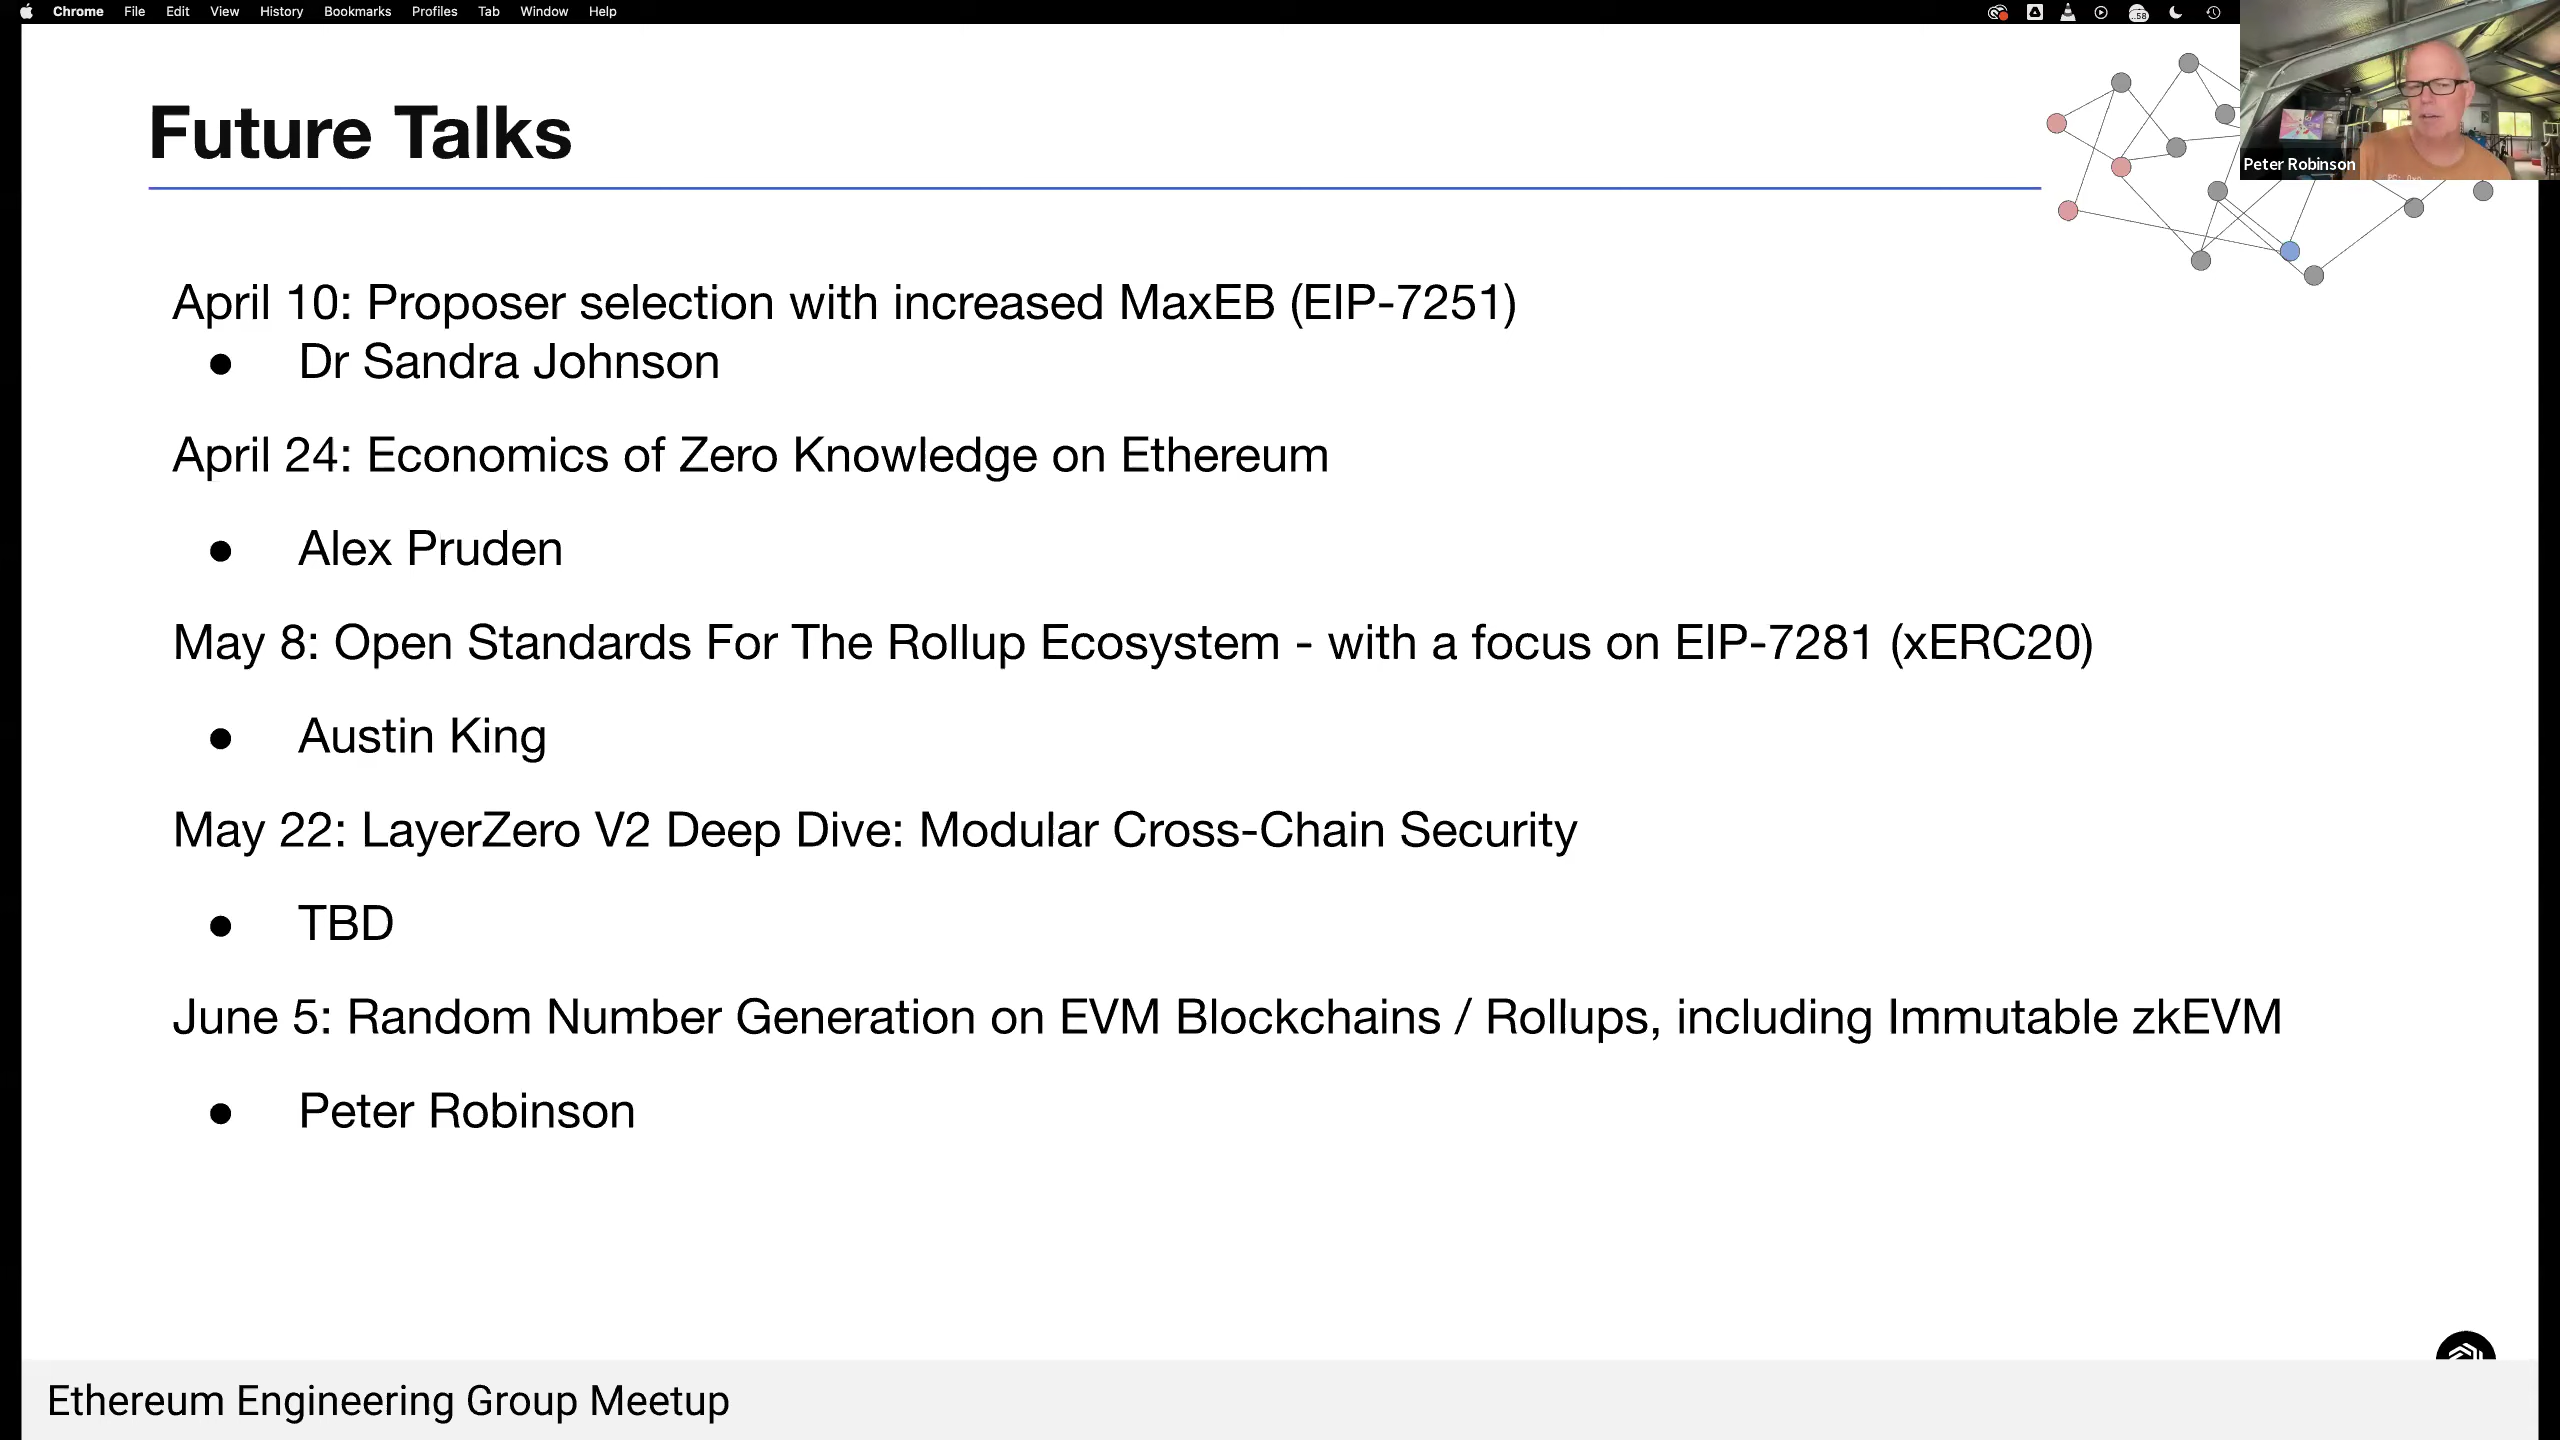 Chrome File Edit View History Bookmarks Profiles Tab Window Help
Future Talks
Peter Robinson
April 10: Proposer selection with increased MaxEB (EIP-7251)
● Dr Sandra Johnson
April 24: Economics of Zero Knowledge on Ethereum
● Alex Pruden
May 8: Open Standards For The Rollup Ecosystem - with a focus on EIP-7281 (xERC20)
● Austin King
May 22: LayerZero V2 Deep Dive: Modular Cross-Chain Security
● TBD
June 5: Random Number Generation on EVM Blockchains / Rollups, including Immutable zkEVM
● Peter Robinson
Ethereum Engineering Group Meetup